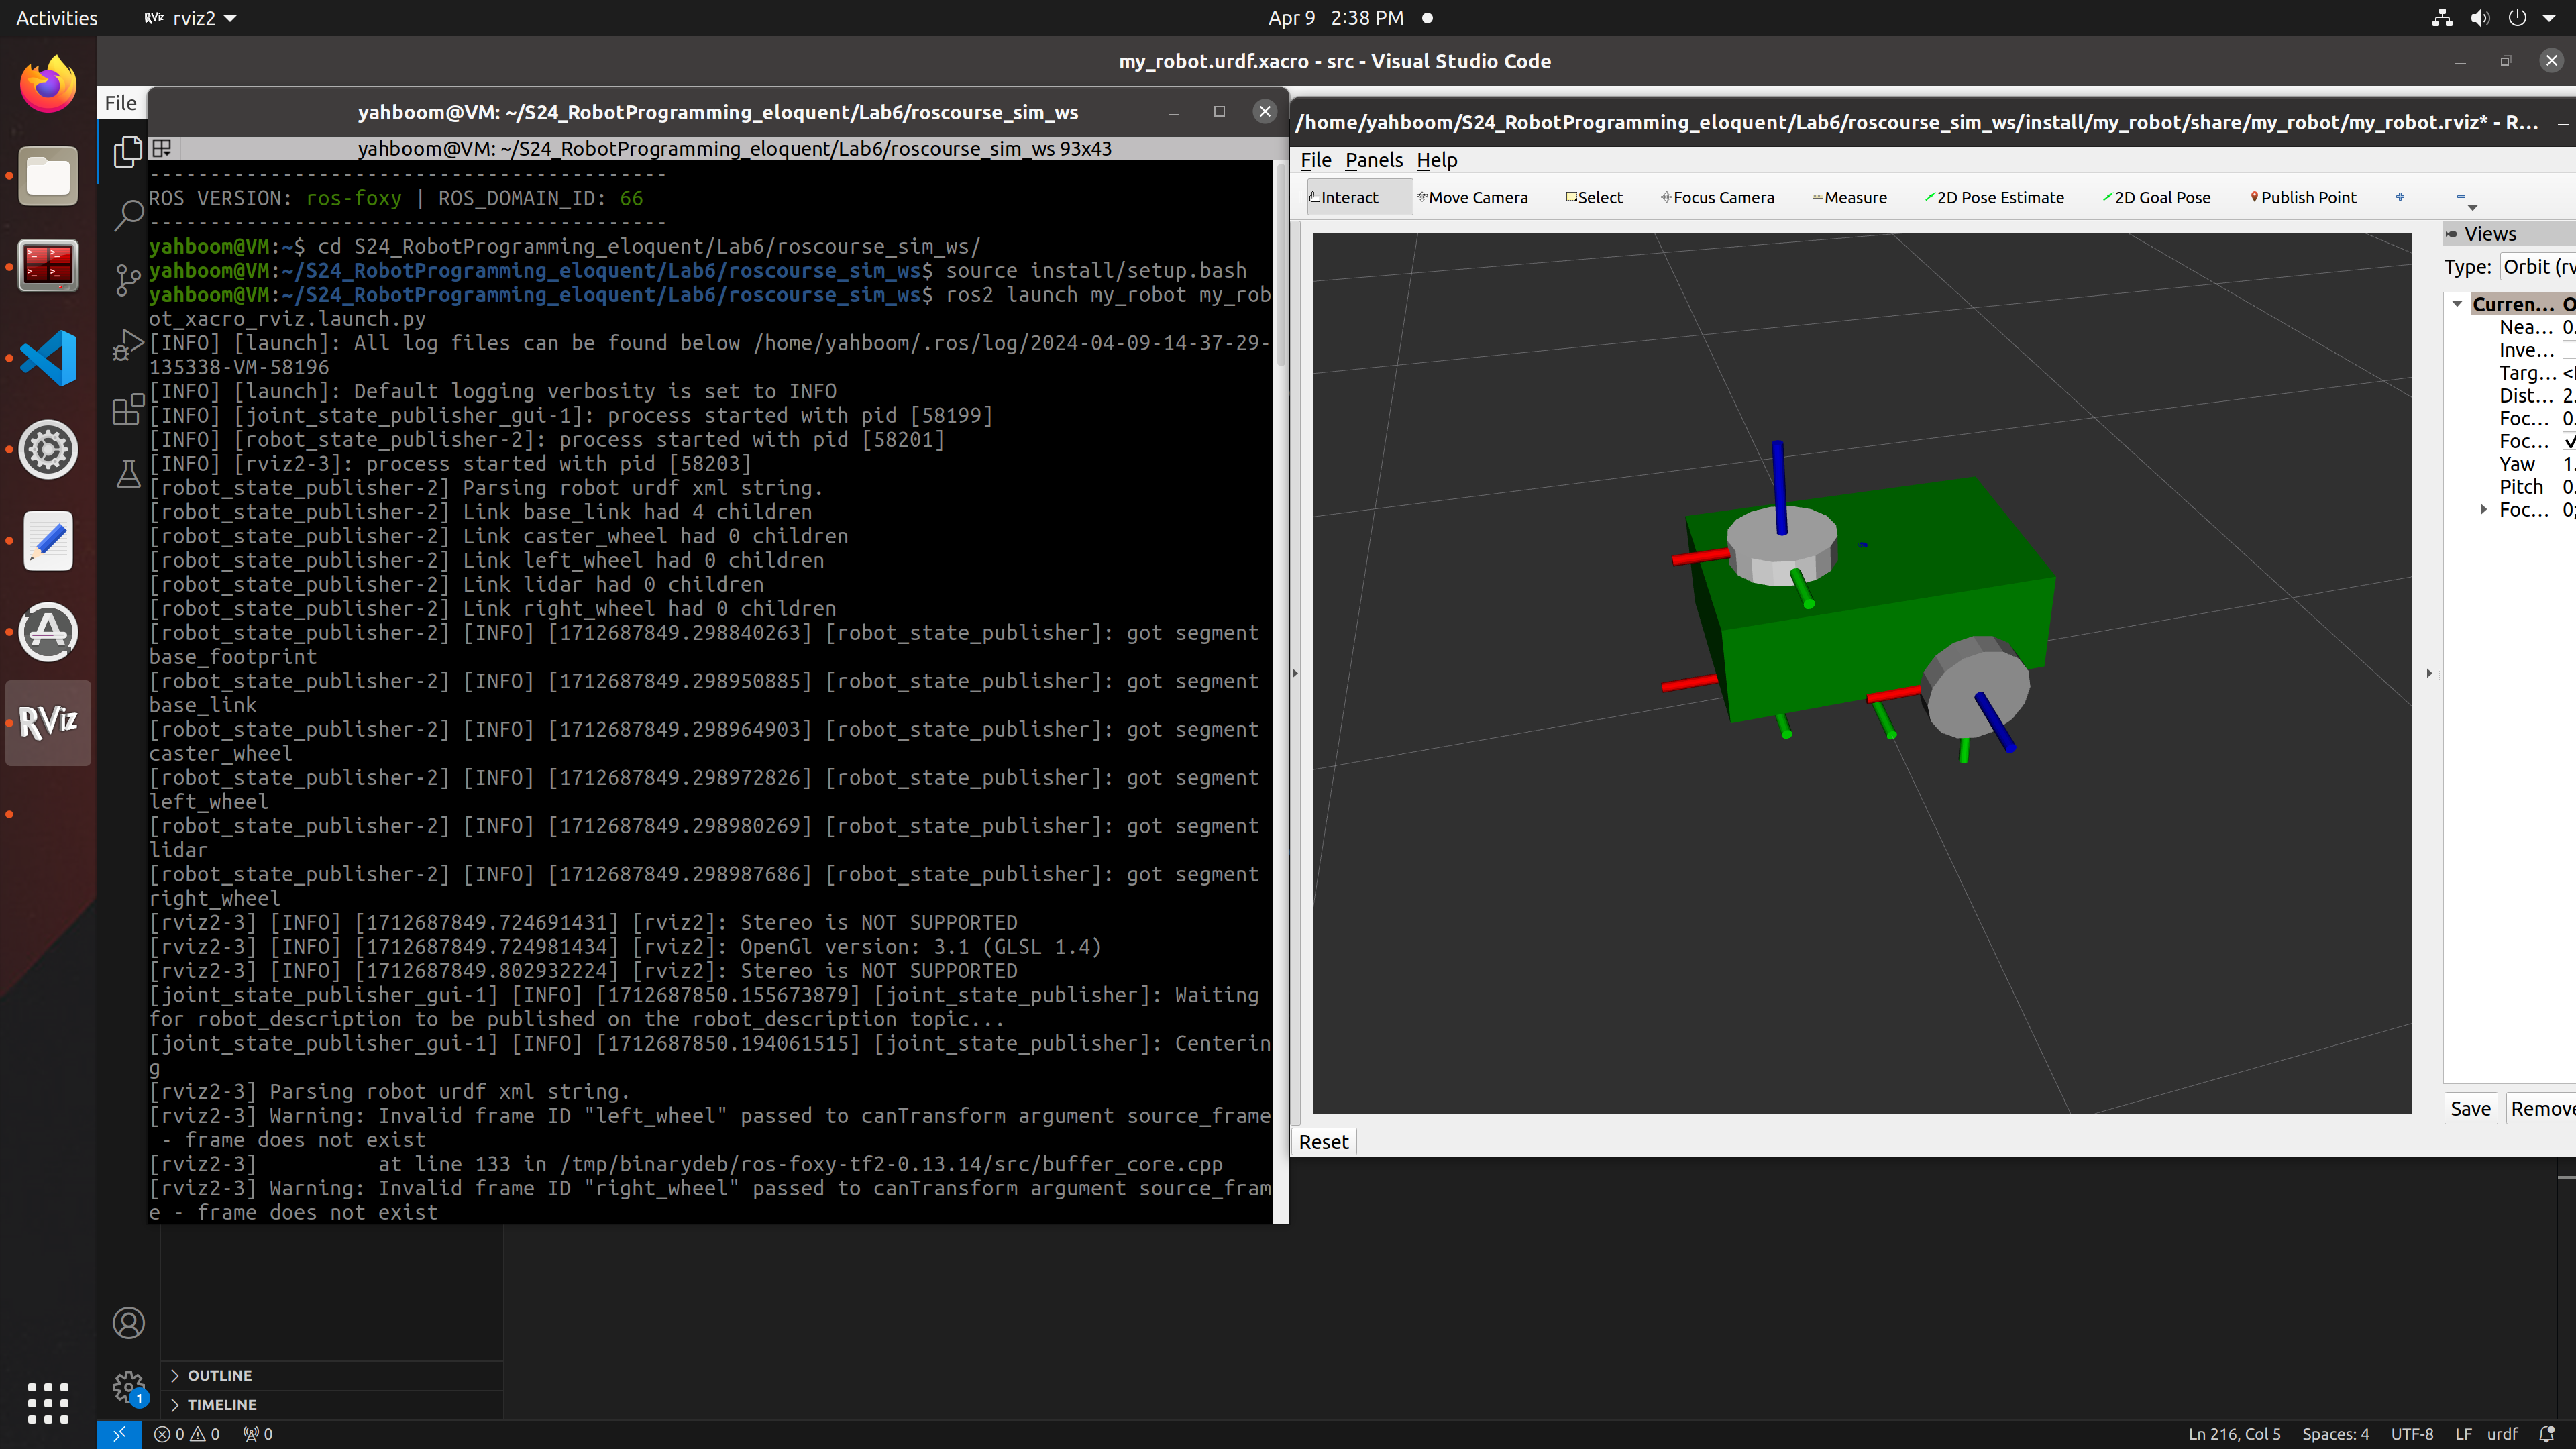 Activities
RViz rviz2
Apr 9 2:38 PM
my_robot.urdf.xacro - src - Visual Studio Code
File
yahboom@VM: ~/S24_RobotProgramming_eloquent/Lab6/roscourse_sim_ws
yahboom@VM: ~/S24_RobotProgramming_eloquent/Lab6/roscourse_sim_ws 93x43
-------------------------------------------
ROS VERSION: ros-foxy | ROS_DOMAIN_ID: 66
-------------------------------------------
yahboom@VM:~$ cd S24_RobotProgramming_eloquent/Lab6/roscourse_sim_ws/
yahboom@VM:~/S24_RobotProgramming_eloquent/Lab6/roscourse_sim_ws$ source install/setup.bash
yahboom@VM:~/S24_RobotProgramming_eloquent/Lab6/roscourse_sim_ws$ ros2 launch my_robot my_rob
ot_xacro_rviz.launch.py
[INFO] [launch]: All log files can be found below /home/yahboom/.ros/log/2024-04-09-14-37-29-
135338-VM-58196
[INFO] [launch]: Default logging verbosity is set to INFO
[INFO] [joint_state_publisher_gui-1]: process started with pid [58199]
[INFO] [robot_state_publisher-2]: process started with pid [58201]
[INFO] [rviz2-3]: process started with pid [58203]
[robot_state_publisher-2] Parsing robot urdf xml string.
[robot_state_publisher-2] Link base_link had 4 children
[robot_state_publisher-2] Link caster_wheel had 0 children
[robot_state_publisher-2] Link left_wheel had 0 children
[robot_state_publisher-2] Link lidar had 0 children
[robot_state_publisher-2] Link right_wheel had 0 children
[robot_state_publisher-2] [INFO] [1712687849.298840263] [robot_state_publisher]: got segment
base_footprint
[robot_state_publisher-2] [INFO] [1712687849.298950885] [robot_state_publisher]: got segment
base_link
[robot_state_publisher-2] [INFO] [1712687849.298964903] [robot_state_publisher]: got segment
caster_wheel
[robot_state_publisher-2] [INFO] [1712687849.298972826] [robot_state_publisher]: got segment
left_wheel
[robot_state_publisher-2] [INFO] [1712687849.298980269] [robot_state_publisher]: got segment
lidar
[robot_state_publisher-2] [INFO] [1712687849.298987686] [robot_state_publisher]: got segment
right_wheel
[rviz2-3] [INFO] [1712687849.724691431] [rviz2]: Stereo is NOT SUPPORTED
[rviz2-3] [INFO] [1712687849.724981434] [rviz2]: OpenGl version: 3.1 (GLSL 1.4)
[rviz2-3] [INFO] [1712687849.802932224] [rviz2]: Stereo is NOT SUPPORTED
[joint_state_publisher_gui-1] [INFO] [1712687850.155673879] [joint_state_publisher]: Waiting
for robot_description to be published on the robot_description topic...
[joint_state_publisher_gui-1] [INFO] [1712687850.194061515] [joint_state_publisher]: Centerin
g
[rviz2-3] Parsing robot urdf xml string.
[rviz2-3] Warning: Invalid frame ID "left_wheel" passed to canTransform argument source_frame
- frame does not exist
[rviz2-3]          at line 133 in /tmp/binarydeb/ros-foxy-tf2-0.13.14/src/buffer_core.cpp
[rviz2-3] Warning: Invalid frame ID "right_wheel" passed to canTransform argument source_fram
e - frame does not exist
/home/yahboom/S24_RobotProgramming_eloquent/Lab6/roscourse_sim_ws/install/my_robot/share/my_robot/my_robot.rviz* - R...
File Panels Help
Interact Move Camera Select Focus Camera Measure 2D Pose Estimate 2D Goal Pose Publish Point
Views
Type: Orbit (rv
Curren... O
Nea... 0.
Inve...
Targ... <
Dist... 2.
Foc... 0.
Foc...
Yaw 1.
Pitch 0.
Foc... 0;
Save Remove
Reset
RViz
OUTLINE
TIMELINE
1
0 0 0
Ln 216, Col 5 Spaces: 4 UTF-8 LF urdf